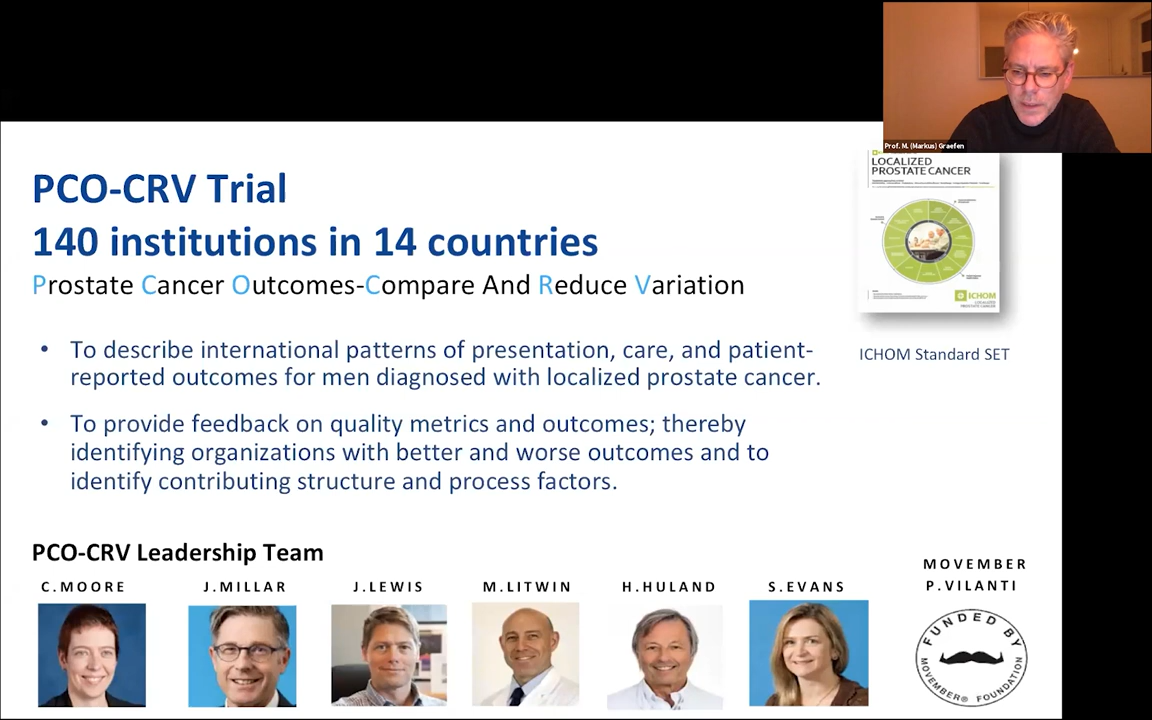 Prof. M. (Markus) Graefen
LOCALIZED
PROSTATE CANCER
ICHOM
LOCALIZED
PROSTATE CANCER
ICHOM Standard SET
PCO-CRV Trial
140 institutions in 14 countries
Prostate Cancer Outcomes-Compare And Reduce Variation
• To describe international patterns of presentation, care, and patient-
reported outcomes for men diagnosed with localized prostate cancer.
• To provide feedback on quality metrics and outcomes; thereby
identifying organizations with better and worse outcomes and to
identify contributing structure and process factors.
PCO-CRV Leadership Team
C.MOORE
J.MILLAR
J.LEWIS
M.LITWIN
H.HULAND
S.EVANS
MOVEMBER
P.VILANTI
FUNDED BY
MOVEMBER® FOUNDATION